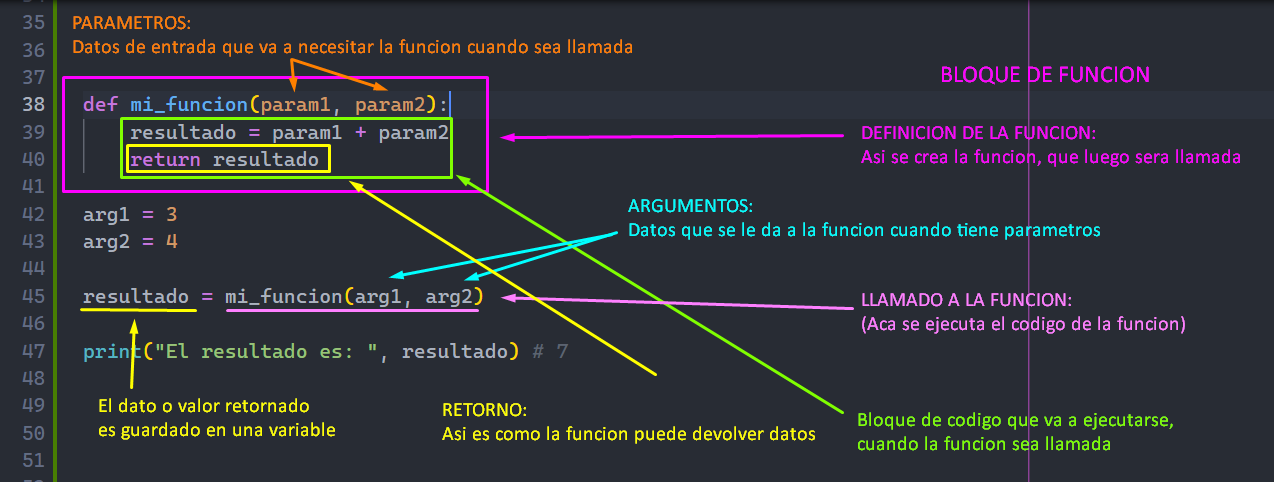 35 PARAMETROS:
36 Datos de entrada que va a necesitar la funcion cuando sea llamada
37
BLOQUE DE FUNCION
38 def mi_funcion(param1, param2):
39 resultado = param1 + param2
40 return resultado
41
DEFINICION DE LA FUNCION:
Asi se crea la funcion, que luego sera llamada
42 arg1 = 3
43 arg2 = 4
ARGUMENTOS:
Datos que se le da a la funcion cuando tiene parametros
44
45 resultado = mi_funcion(arg1, arg2)
46
LLAMADO A LA FUNCION:
(Aca se ejecuta el codigo de la funcion)
47 print("El resultado es: ", resultado) # 7
48
49
50
51
El dato o valor retornado
es guardado en una variable
RETORNO:
Asi es como la funcion puede devolver datos
Bloque de codigo que va a ejecutarse,
cuando la funcion sea llamada